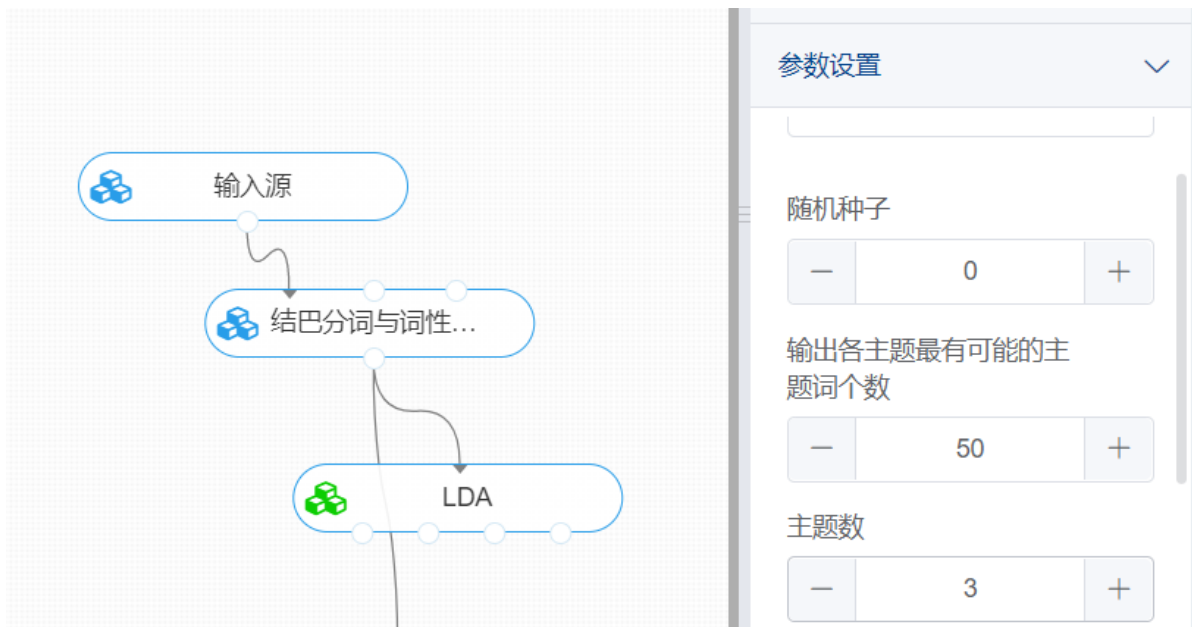 输入源
结巴分词与词性...
LDA
参数设置
随机种子
0
输出各主题最有可能的主
题词个数
50
主题数
3